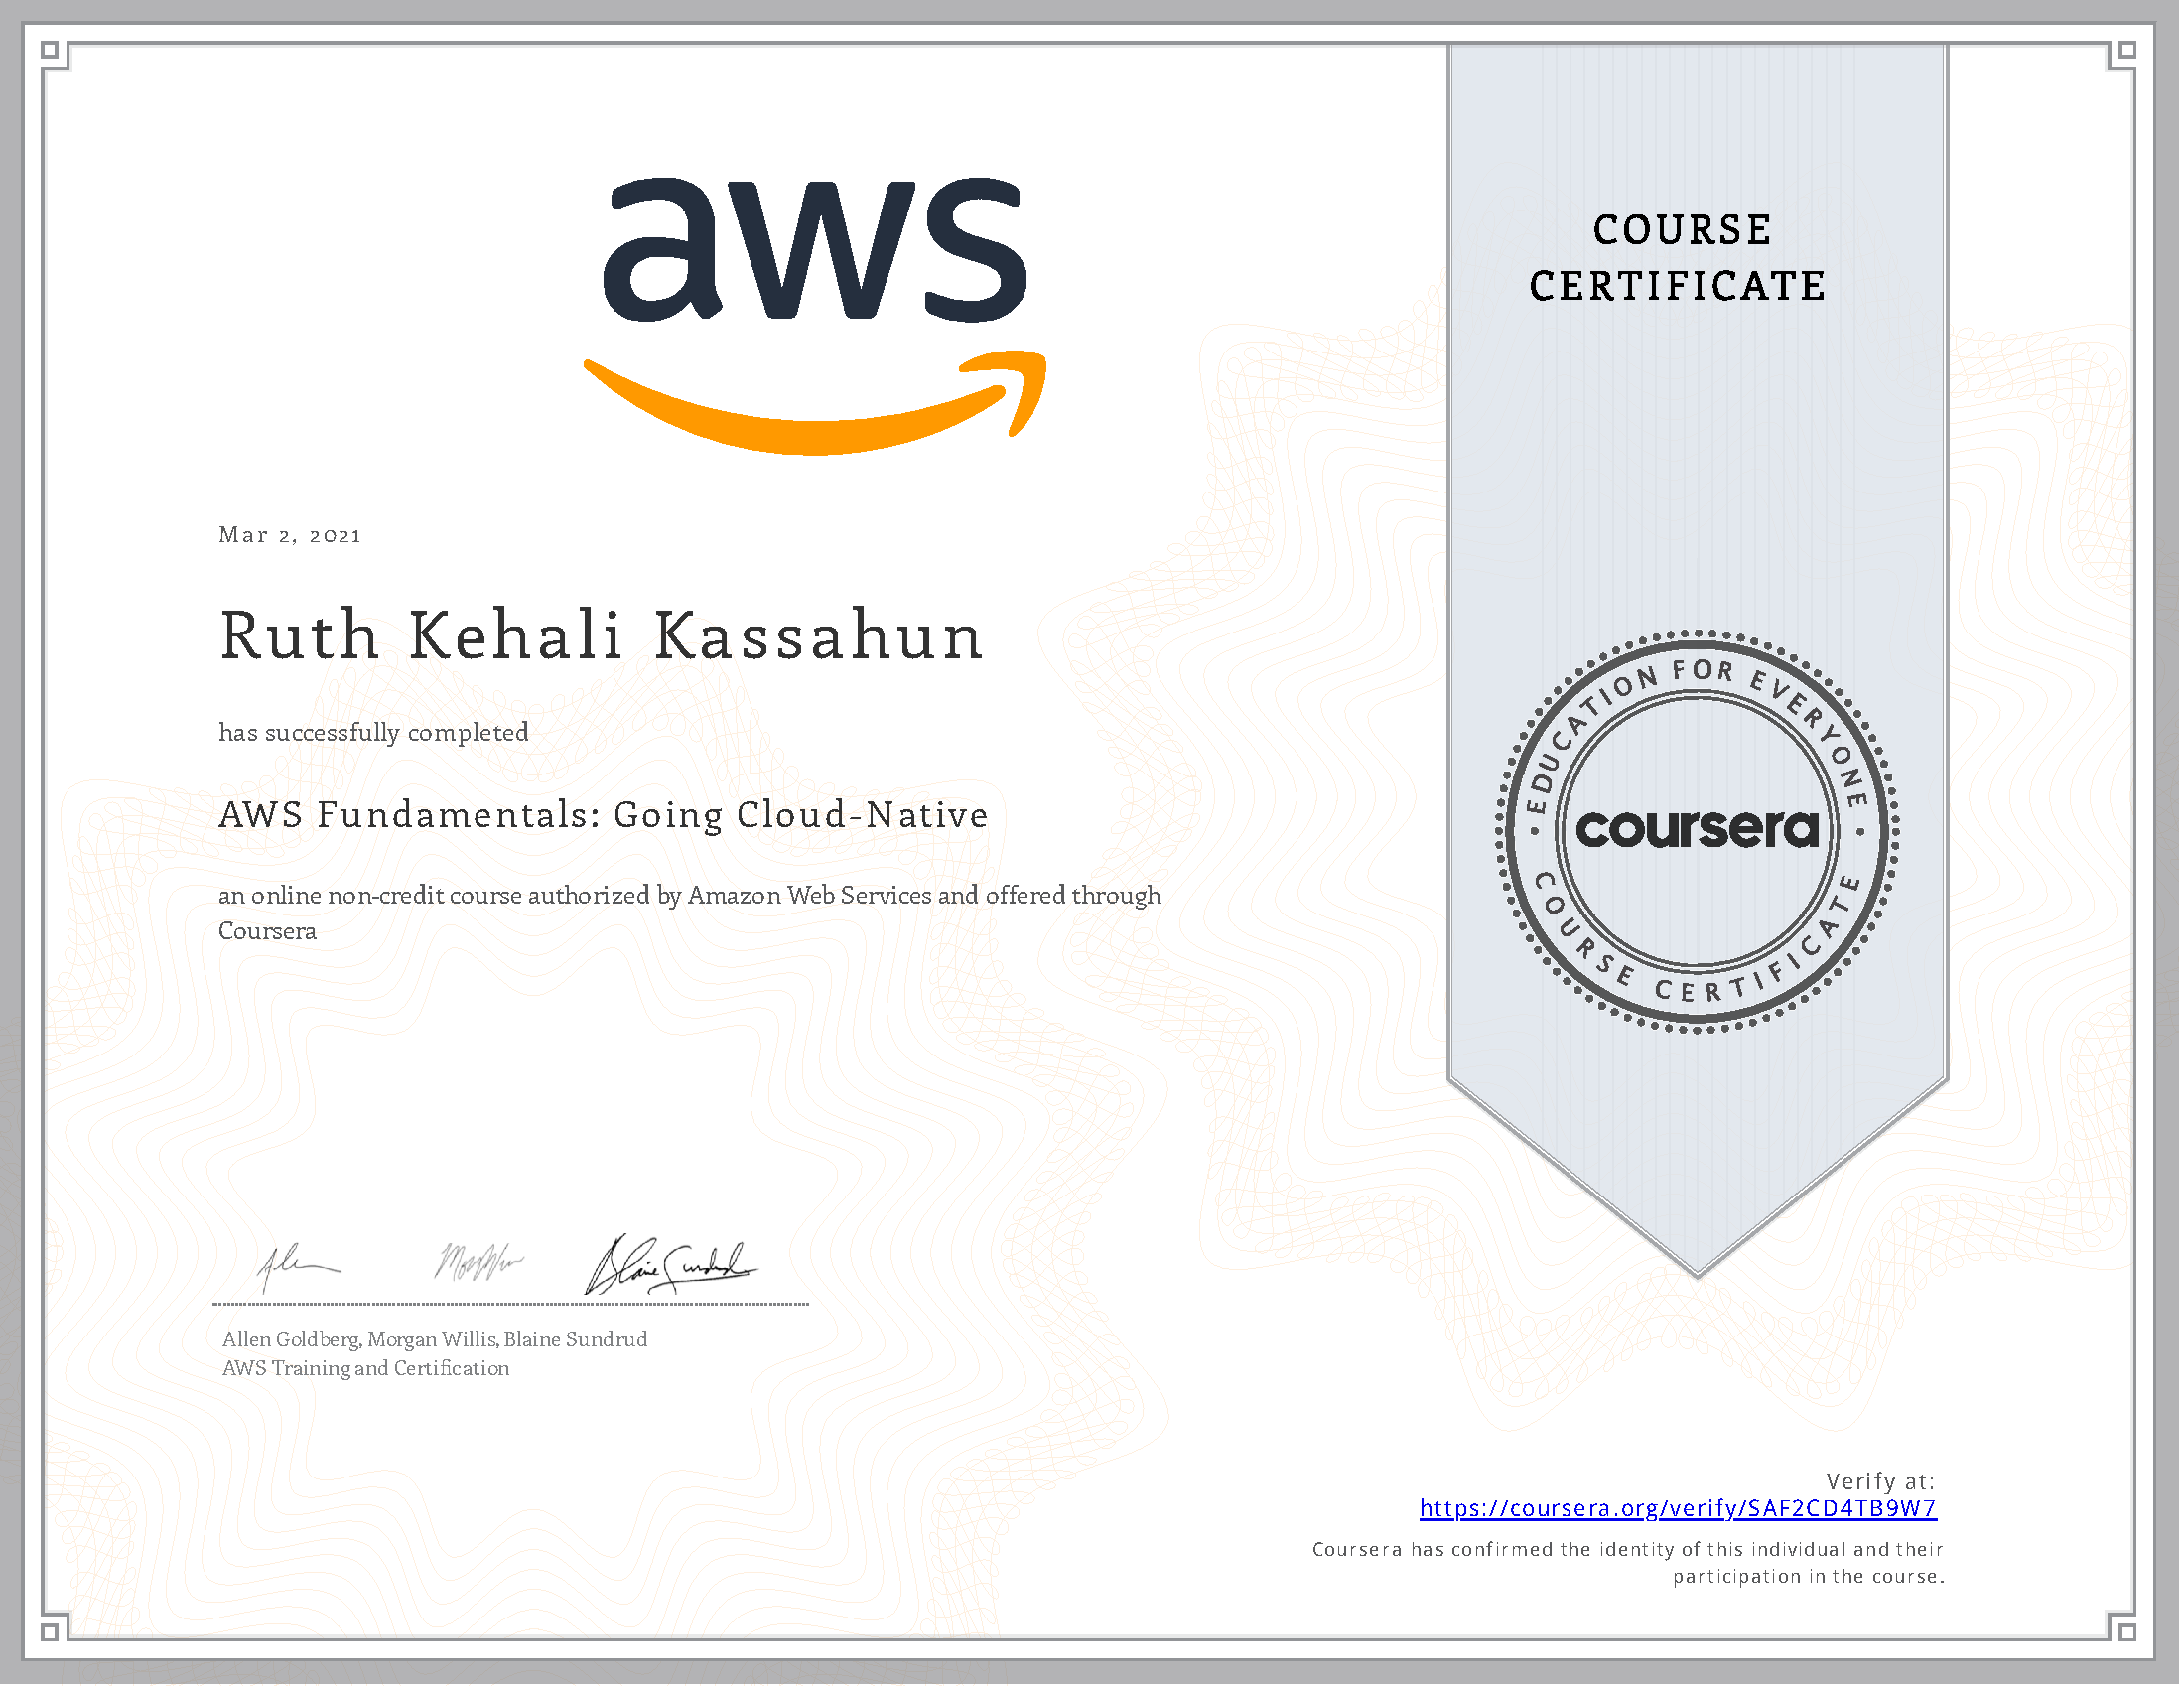 aws
COURSE
CERTIFICATE
Mar 2, 2021
Ruth Kehali Kassahun
has successfully completed
AWS Fundamentals: Going Cloud-Native
an online non-credit course authorized by Amazon Web Services and offered through
Coursera
EDUCATION FOR EVERYONE
coursera
COURSE CERTIFICATE
Allen Goldberg, Morgan Willis, Blaine Sundrud
AWS Training and Certification
Verify at:
https://coursera.org/verify/SAF2CD4TB9W7
Coursera has confirmed the identity of this individual and their
participation in the course.